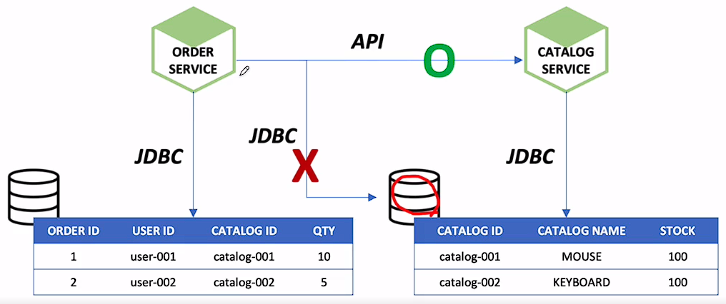 ORDER
SERVICE
API
O
CATALOG
SERVICE
JDBC
JDBC
X
JDBC
ORDER ID USER ID CATALOG ID QTY
1 user-001 catalog-001 10
2 user-002 catalog-002 5
CATALOG ID CATALOG NAME STOCK
catalog-001 MOUSE 100
catalog-002 KEYBOARD 100